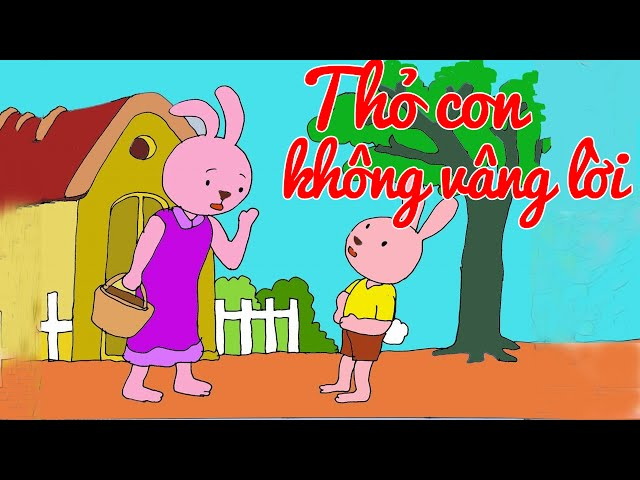 Thỏ con
không vâng lời